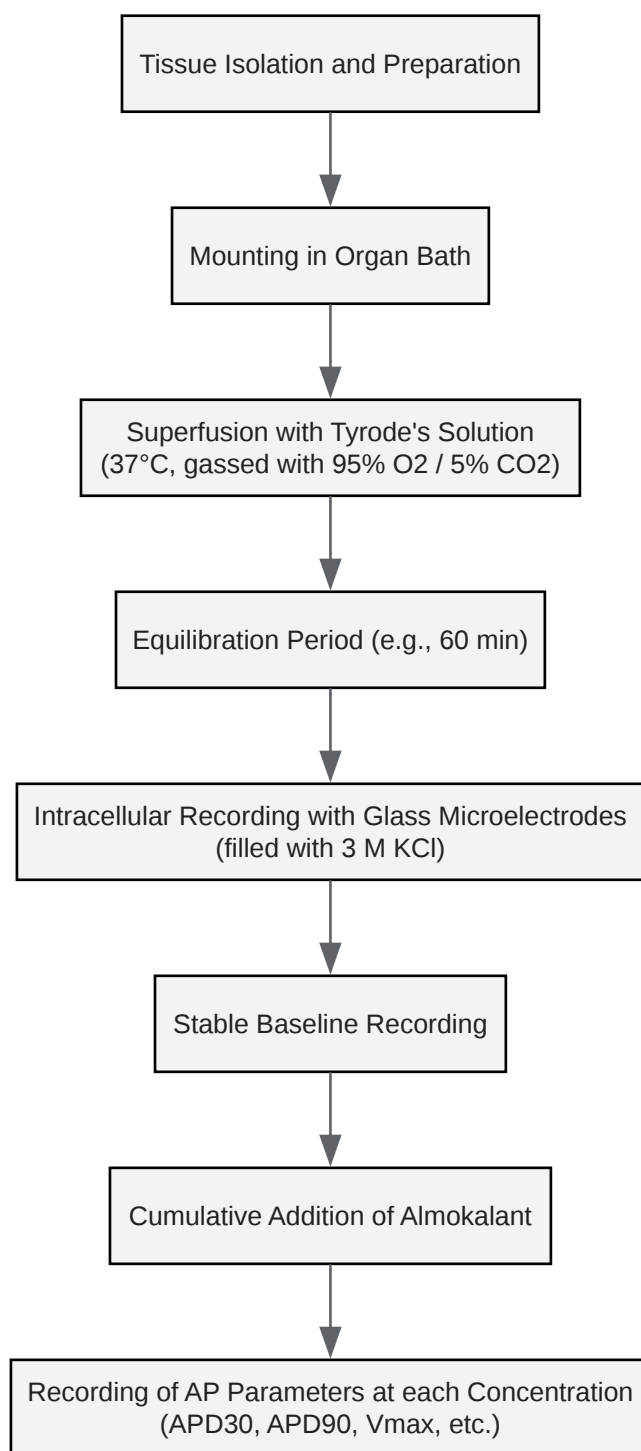 Tissue Isolation and Preparation
Mounting in Organ Bath
Superfusion with Tyrode's Solution
(37°C, gassed with 95% O2 / 5% CO2)
Equilibration Period (e.g., 60 min)
Intracellular Recording with Glass Microelectrodes
(filled with 3 M KCl)
Stable Baseline Recording
Cumulative Addition of Almokalant
Recording of AP Parameters at each Concentration
(APD30, APD90, Vmax, etc.)